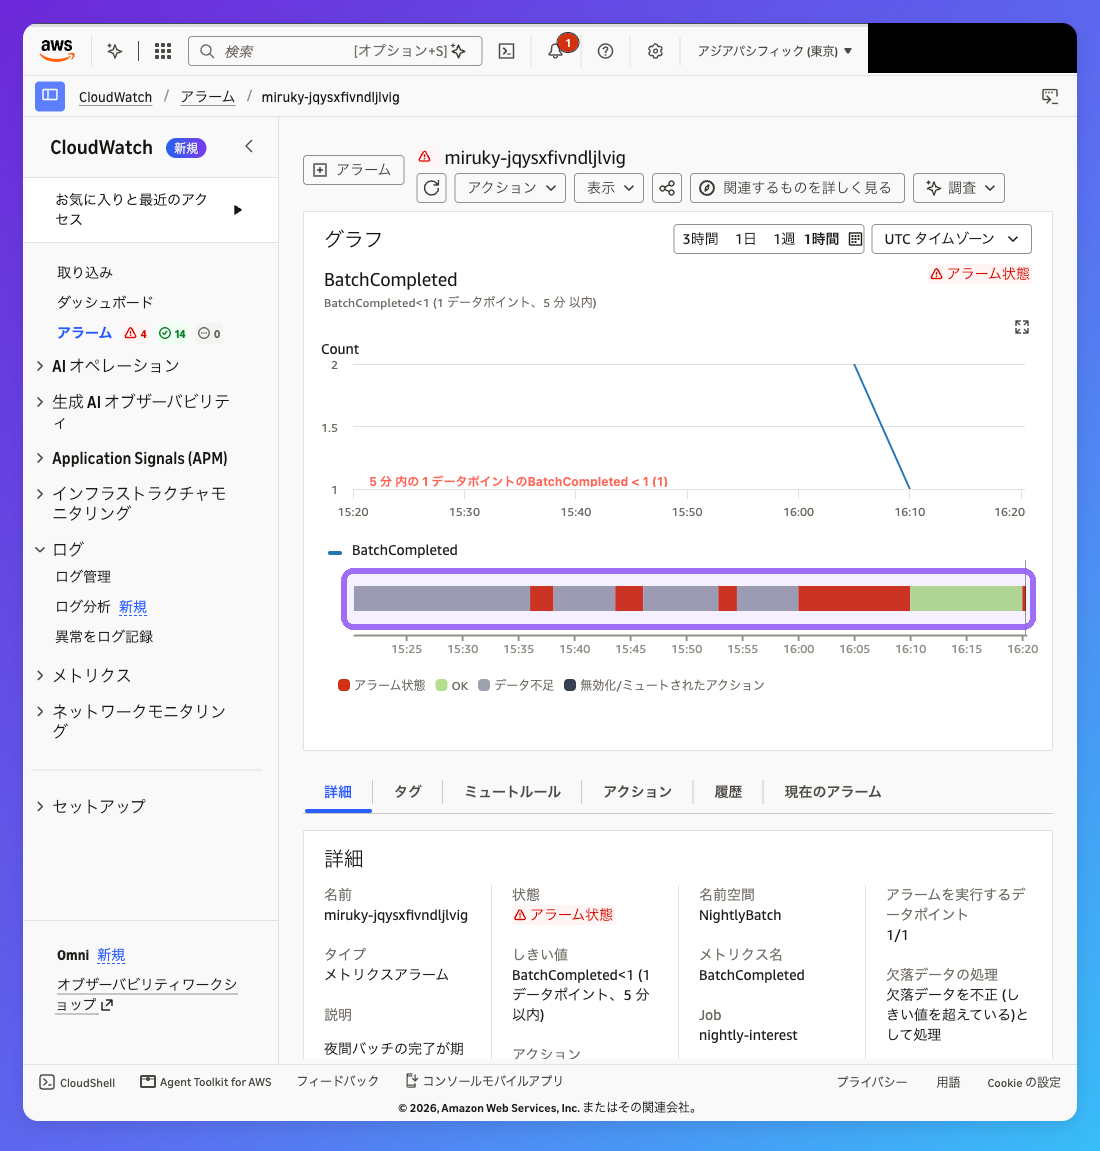 aws
検索 [オプション+S]
1
アジアパシフィック (東京) ▼
CloudWatch / アラーム / miruky-jqysxfivndljlvig
CloudWatch 新規
お気に入りと最近のアク
セス
取り込み
ダッシュボード
アラーム 4 14 0
AI オペレーション
生成 AI オブザーバビリテ
ィ
Application Signals (APM)
インフラストラクチャモ
ニタリング
ログ
ログ管理
ログ分析 新規
異常をログ記録
メトリクス
ネットワークモニタリン
グ
セットアップ
Omni 新規
オブザーバビリティワークシ
ョップ
アラーム
miruky-jqysxfivndljlvig
アクション
表示
関連するものを詳しく見る
調査
グラフ
3時間 1日 1週 1時間
UTC タイムゾーン
BatchCompleted
アラーム状態
BatchCompleted<1 (1 データポイント、5 分 以内)
Count
2
1.5
5 分 内の 1 データポイントのBatchCompleted < 1 (1)
1
15:20 15:30 15:40 15:50 16:00 16:10 16:20
BatchCompleted
15:25 15:30 15:35 15:40 15:45 15:50 15:55 16:00 16:05 16:10 16:15 16:20
アラーム状態 OK データ不足 無効化/ミュートされたアクション
詳細 タグ ミュートルール アクション 履歴 現在のアラーム
詳細
名前
miruky-jqysxfivndljlvig
タイプ
メトリクスアラーム
説明
夜間バッチの完了が期
状態
アラーム状態
しきい値
BatchCompleted<1 (1
データポイント、5 分
以内)
アクション
名前空間
NightlyBatch
メトリクス名
BatchCompleted
Job
nightly-interest
アラームを実行するデ
ータポイント
1/1
欠落データの処理
欠落データを不正 (し
きい値を超えている)と
して処理
CloudShell Agent Toolkit for AWS フィードバック コンソールモバイルアプリ プライバシー 用語 Cookie の設定
© 2026, Amazon Web Services, Inc. またはその関連会社。